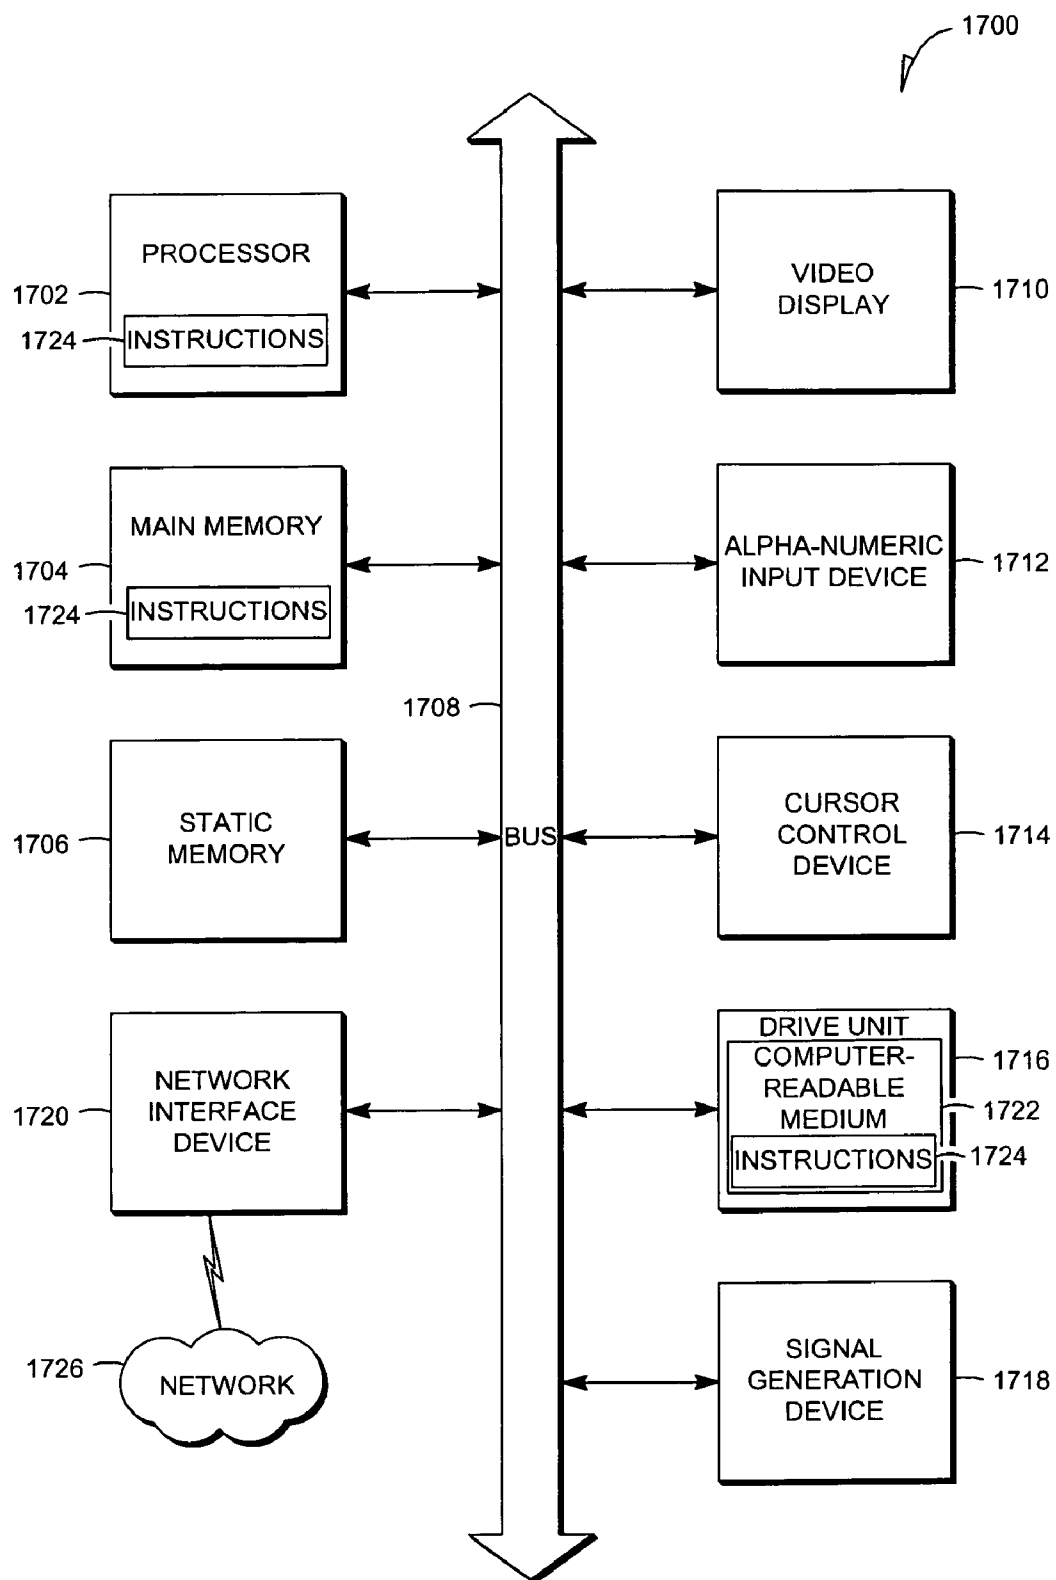 1700
PROCESSOR
1702
1724
INSTRUCTIONS
VIDEO
DISPLAY
1710
MAIN MEMORY
1704
1724
INSTRUCTIONS
ALPHA-NUMERIC
INPUT DEVICE
1712
1708
STATIC
MEMORY
1706
BUS
CURSOR
CONTROL
DEVICE
1714
NETWORK
INTERFACE
DEVICE
1720
DRIVE UNIT
COMPUTER-
READABLE
MEDIUM
INSTRUCTIONS
1716
1722
1724
1726
NETWORK
SIGNAL
GENERATION
DEVICE
1718